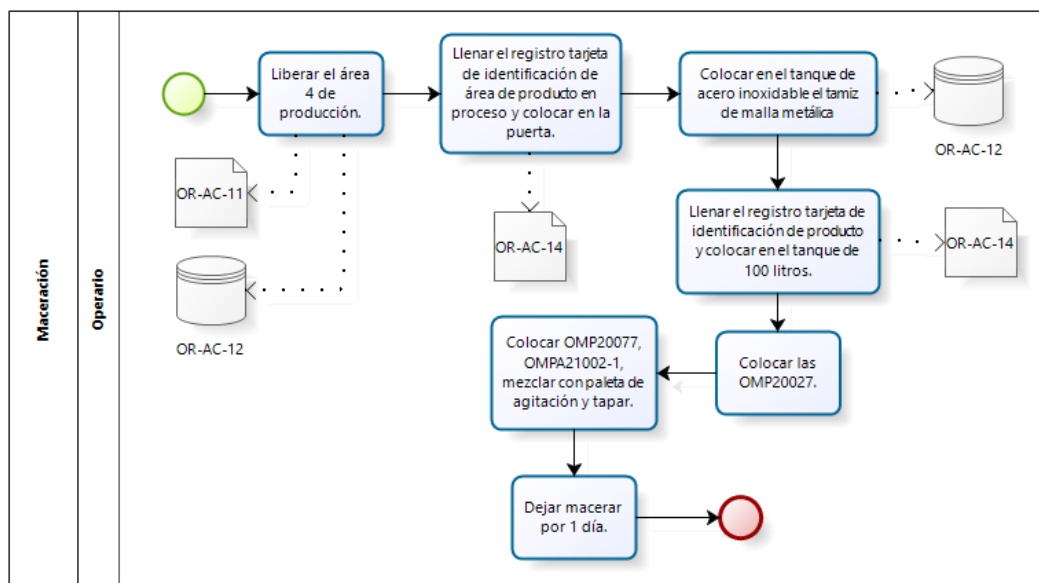 Maceración
Operario
Liberar el área
4 de
producción.
Llenar el registro tarjeta
de identificación de
área de producto en
proceso y colocar en la
puerta.
Colocar en el tanque de
acero inoxidable el tamiz
de malla metálica
OR-AC-12
OR-AC-11
OR-AC-14
Llenar el registro tarjeta de
identificación de producto
y colocar en el tanque de
100 litros.
OR-AC-14
OR-AC-12
Colocar OMP20077,
OMPA21002-1,
mezclar con paleta de
agitación y tapar.
Colocar las
OMP20027.
Dejar macerar
por 1 día.